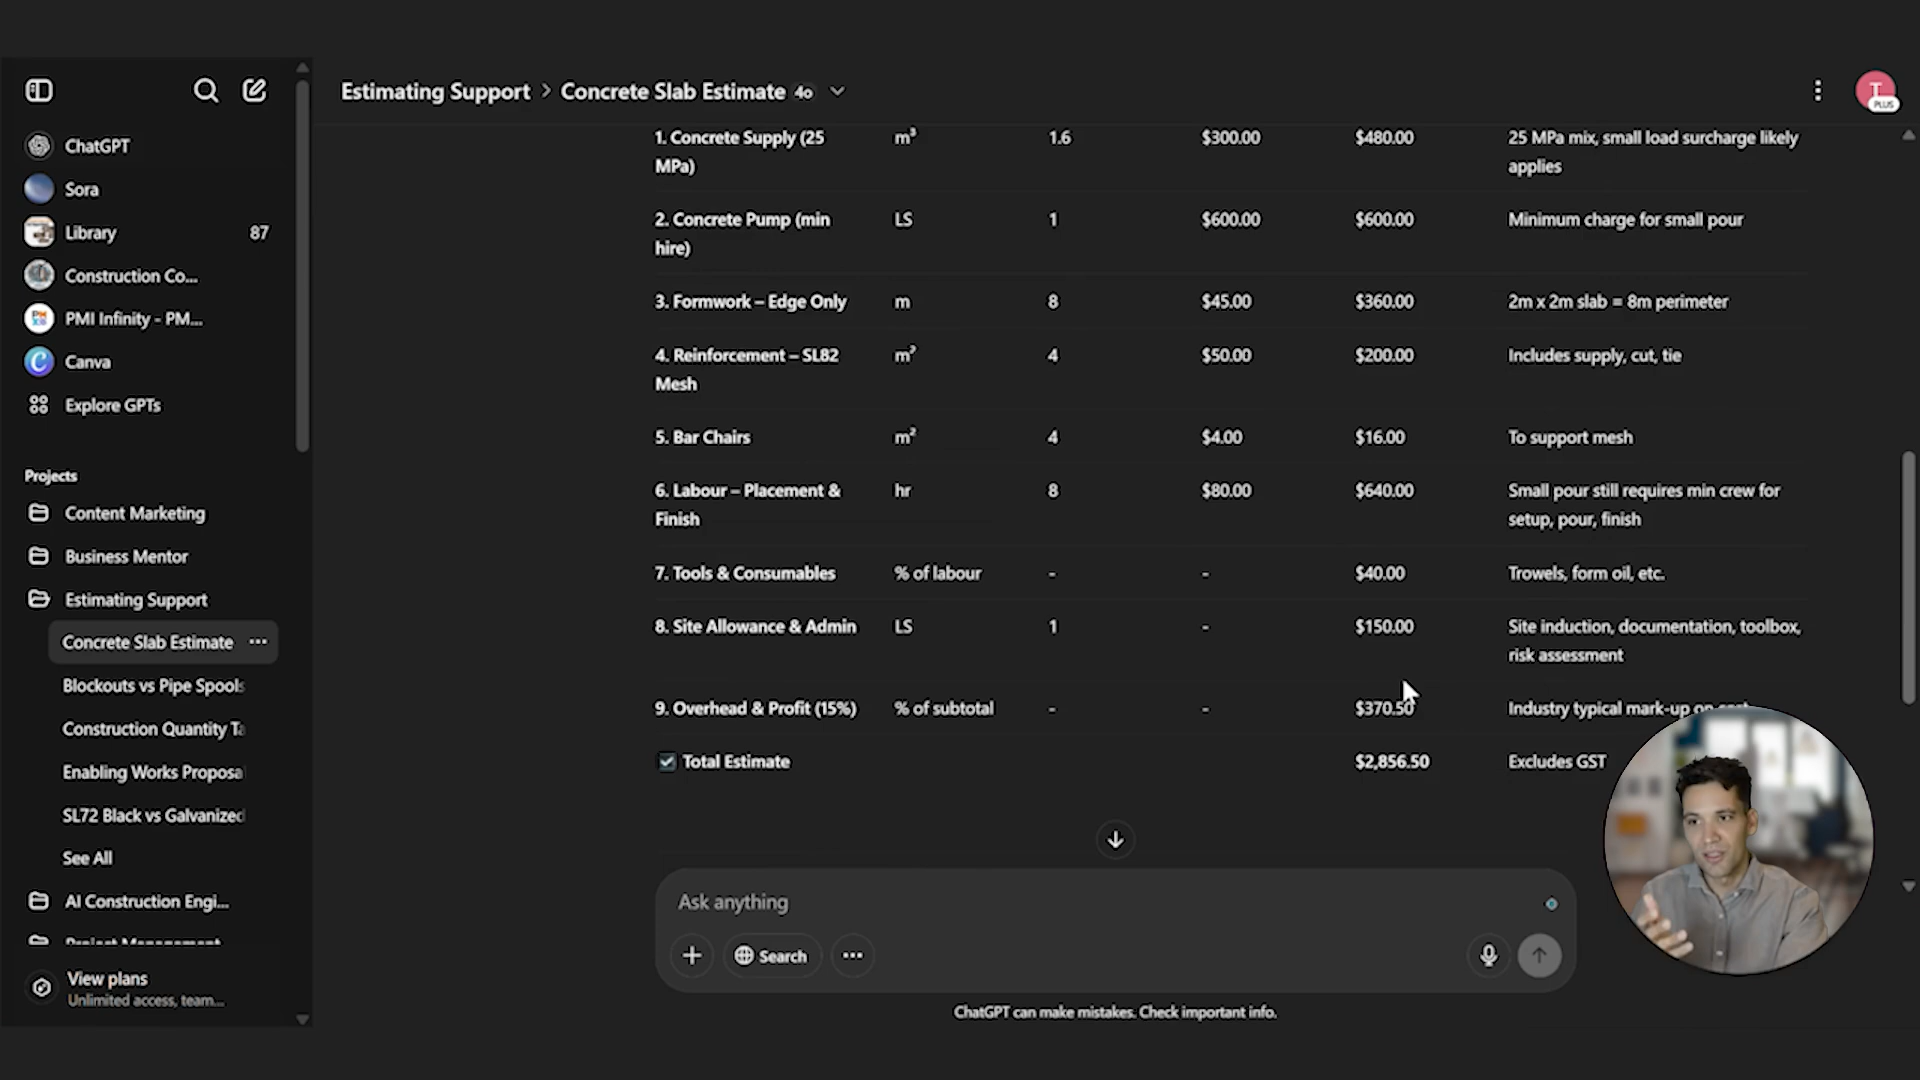 ChatGPT
Sora
Library 87
Construction Co...
PMI Infinity - PM...
Canva
Explore GPTs
Projects
Content Marketing
Business Mentor
Estimating Support
Concrete Slab Estimate ...
Blockouts vs Pipe Spools
Construction Quantity Ta
Enabling Works Proposa
SL72 Black vs Galvanized
See All
AI Construction Engi...
Project Management
View plans
Unlimited access, team...
Estimating Support > Concrete Slab Estimate 4o
T
PLUS
1. Concrete Supply (25 m³ 1.6 $300.00 $480.00 25 MPa mix, small load surcharge likely
MPa) applies
2. Concrete Pump (min LS 1 $600.00 $600.00 Minimum charge for small pour
hire)
3. Formwork – Edge Only m 8 $45.00 $360.00 2m x 2m slab = 8m perimeter
4. Reinforcement – SL82 m² 4 $50.00 $200.00 Includes supply, cut, tie
Mesh
5. Bar Chairs m² 4 $4.00 $16.00 To support mesh
6. Labour – Placement & hr 8 $80.00 $640.00 Small pour still requires min crew for
Finish setup, pour, finish
7. Tools & Consumables % of labour - - $40.00 Trowels, form oil, etc.
8. Site Allowance & Admin LS 1 - $150.00 Site induction, documentation, toolbox,
risk assessment
9. Overhead & Profit (15%) % of subtotal - - $370.50 Industry typical mark-up on cost
Total Estimate $2,856.50 Excludes GST
Ask anything
Search
ChatGPT can make mistakes. Check important info.